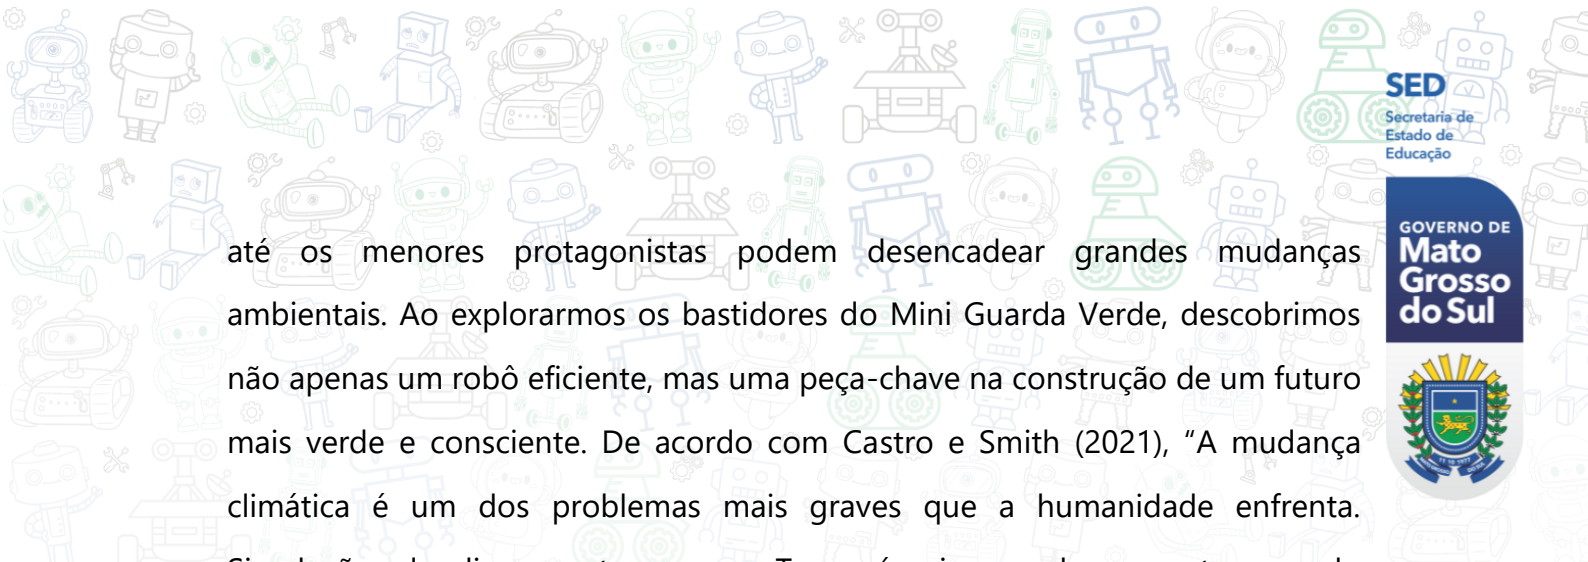 SED
Secretaria de
Estado de
Educação
GOVERNO DE
Mato
Grosso
do Sul
até os menores protagonistas podem desencadear grandes mudanças
ambientais. Ao explorarmos os bastidores do Mini Guarda Verde, descobrimos
não apenas um robô eficiente, mas uma peça-chave na construção de um futuro
mais verde e consciente. De acordo com Castro e Smith (2021), “A mudança
climática é um dos problemas mais graves que a humanidade enfrenta.